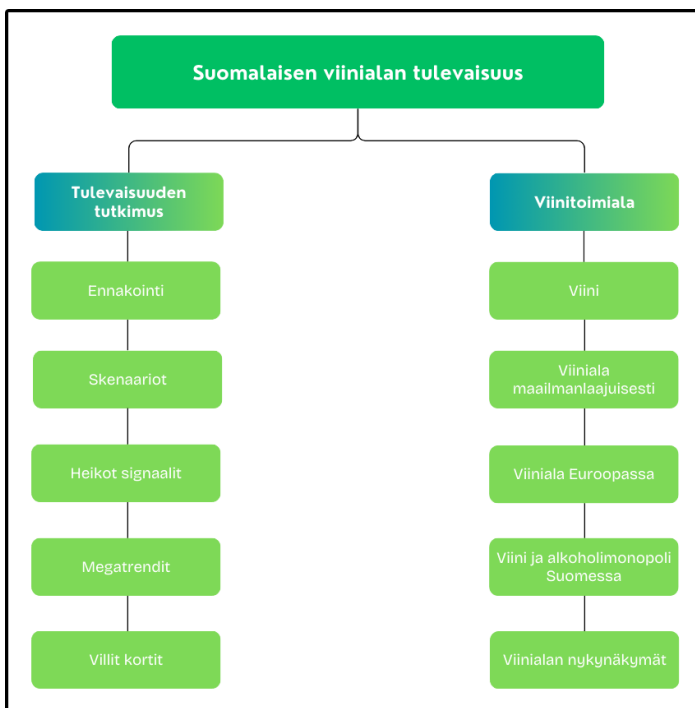 Suomalaisen viinialan tulevaisuus
Tulevaisuuden
tutkimus
Ennakointi
Skenaariot
Heikot signaalit
Megatrendit
Villit kortit
Viinitoimiala
Viini
Viiniala
maailmanlaajuisesti
Viiniala Euroopassa
Viini ja alkoholimonopoli
Suomessa
Viinialan nykynäkymät